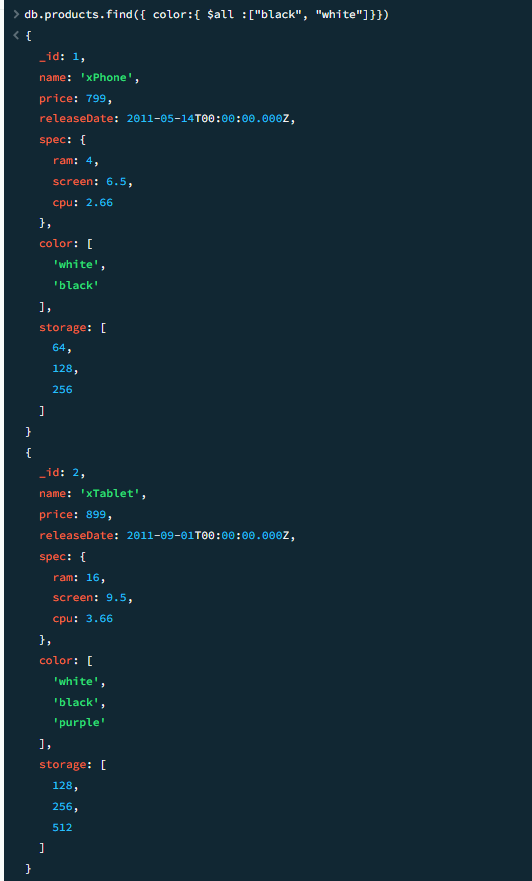 > db.products.find({ color:{ $all :["black", "white"]}})
< {
_id: 1,
name: 'xPhone',
price: 799,
releaseDate: 2011-05-14T00:00:00.000Z,
spec: {
ram: 4,
screen: 6.5,
cpu: 2.66
},
color: [
'white',
'black'
],
storage: [
64,
128,
256
]
}
{
_id: 2,
name: 'xTablet',
price: 899,
releaseDate: 2011-09-01T00:00:00.000Z,
spec: {
ram: 16,
screen: 9.5,
cpu: 3.66
},
color: [
'white',
'black',
'purple'
],
storage: [
128,
256,
512
]
}